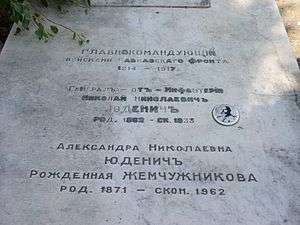 ГЛАВНОКОМАНДУЮЩІЙ
ВОЙСКАМИ КАВКАЗСКАГО ФРОНТА
1914 – 1917.
ГЕНЕРАЛЪ–ОТЪ–ИНФАНТЕРІИ
НИКОЛАЙ НИКОЛАЕВИЧЪ
ЮДЕНИЧЪ
РОД. 1862 – СК. 1933
АЛЕКСАНДРА НИКОЛАЕВНА
ЮДЕНИЧЪ
РОЖДЕННАЯ ЖЕМЧУЖНИКОВА
РОД. 1871 – СКОН. 1962